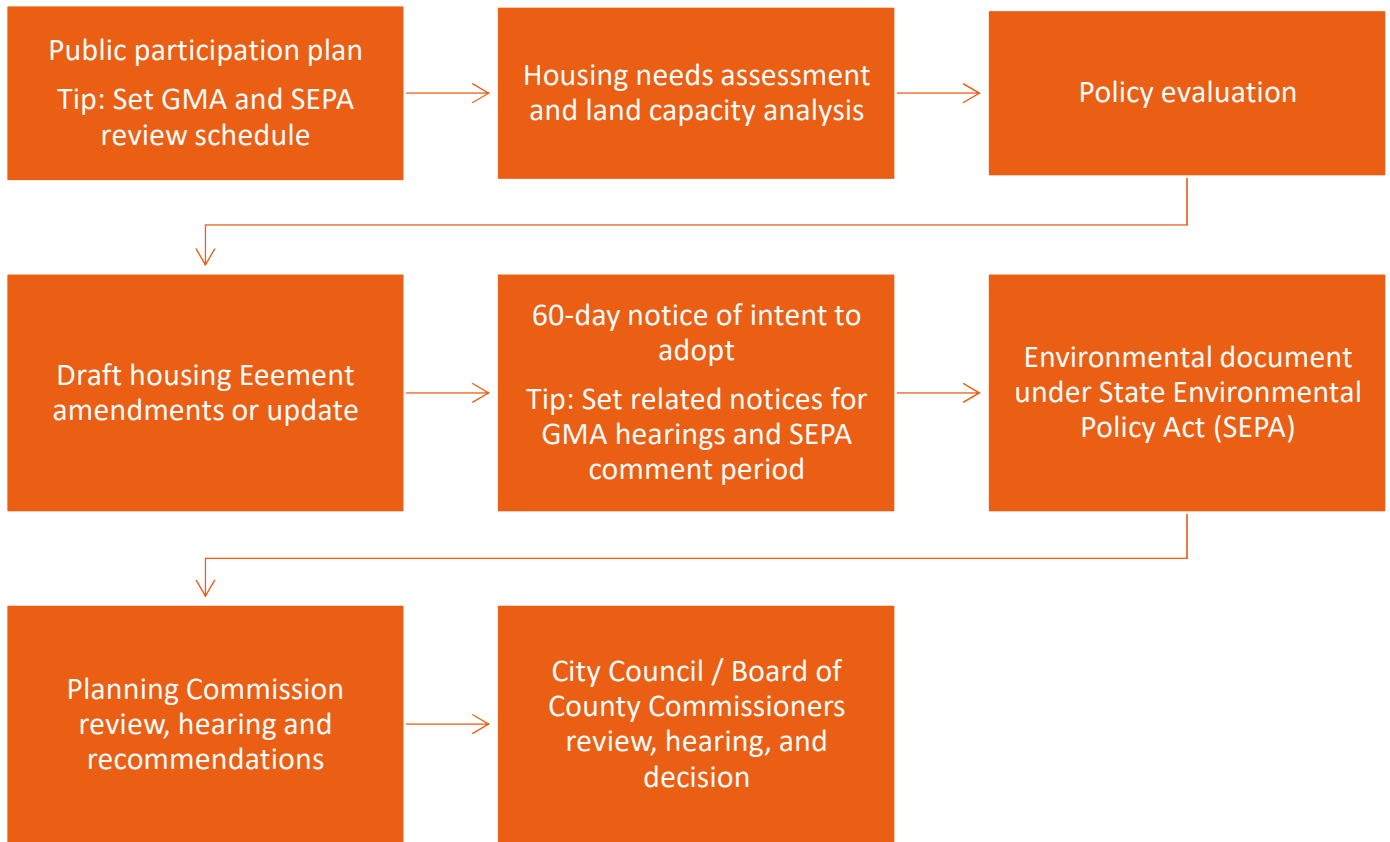 Public participation plan
Tip: Set GMA and SEPA
review schedule
Housing needs assessment
and land capacity analysis
Policy evaluation
Draft housing Eeement
amendments or update
60-day notice of intent to
adopt
Tip: Set related notices for
GMA hearings and SEPA
comment period
Environmental document
under State Environmental
Policy Act (SEPA)
Planning Commission
review, hearing and
recommendations
City Council / Board of
County Commissioners
review, hearing, and
decision